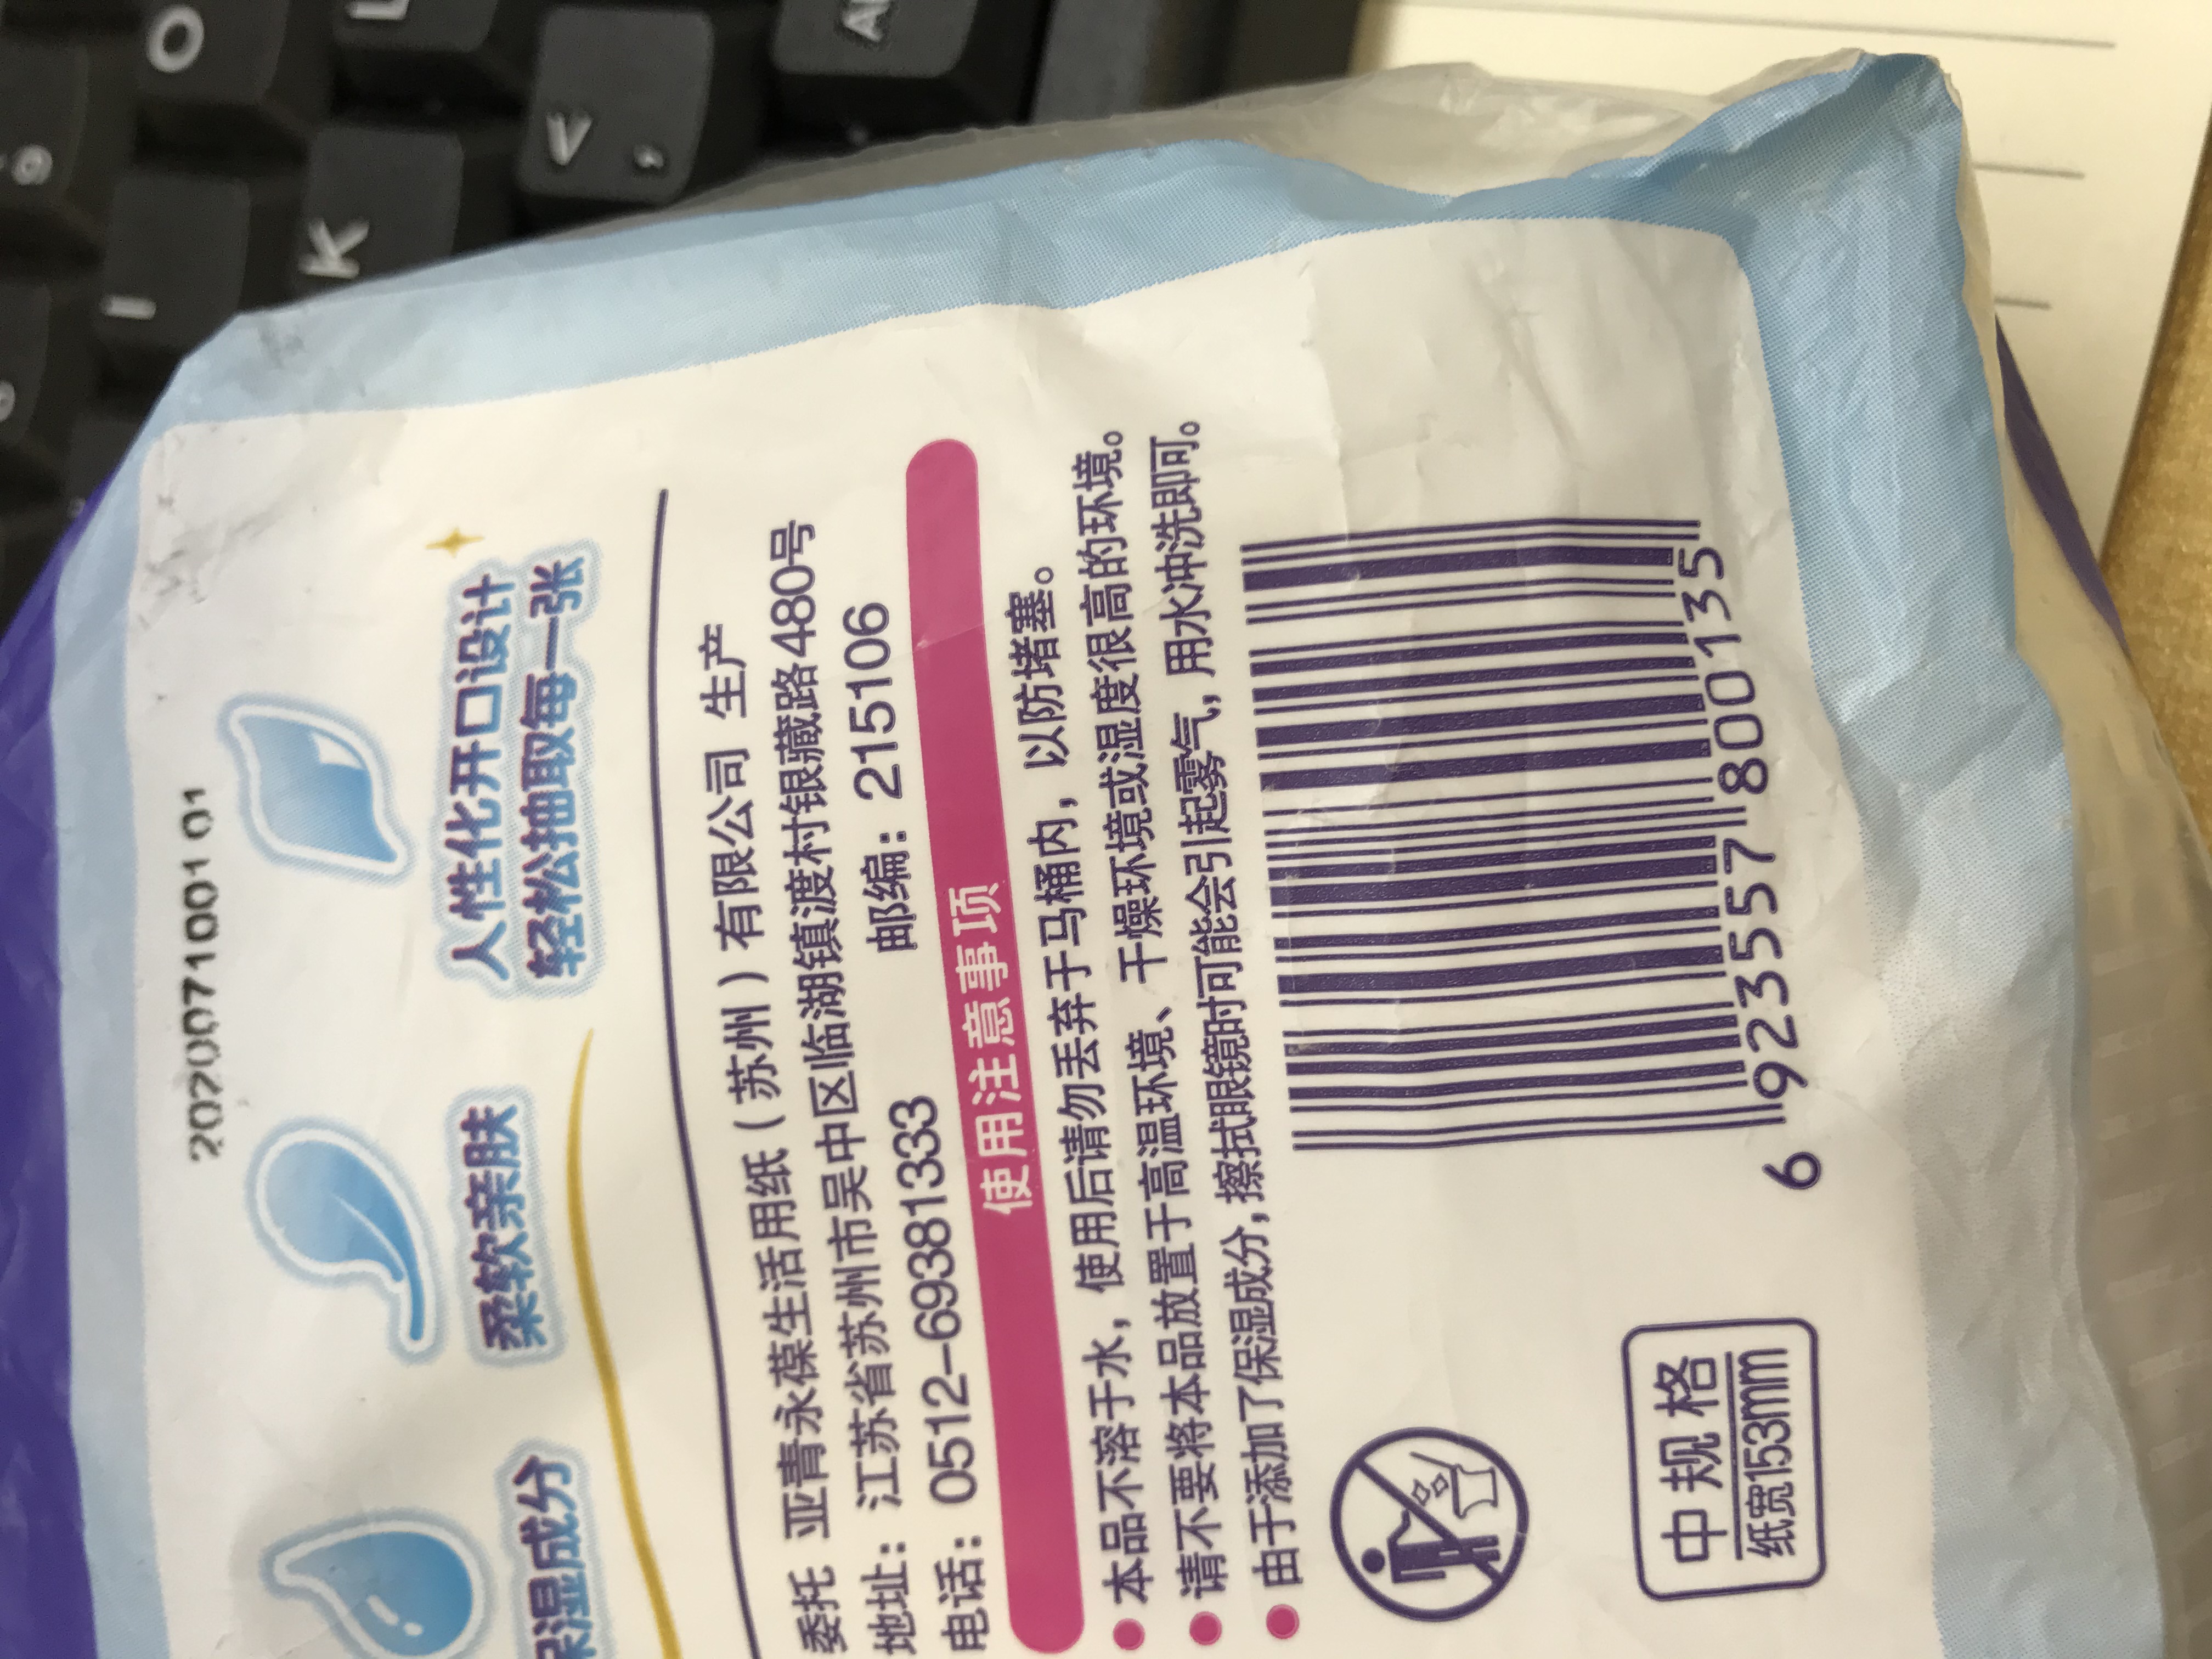 2020071001 01
保湿成分
柔软亲肤
人性化开口设计
轻松抽取每一张
委托 亚青永葆生活用纸（苏州）有限公司 生产
地址：江苏省苏州市吴中区临湖镇渡村银藏路480号
电话：0512-69381333 邮编：215106
使用注意事项
●本品不溶于水，使用后请勿丢弃于马桶内，以防堵塞。
●请不要将本品放置于高温环境、干燥环境或湿度很高的环境。
●由于添加了保湿成分，擦拭眼镜时可能会引起雾气，用水冲洗即可。
中规格
纸宽153mm
6 923557 800135
9
I
O
K
L
<
,